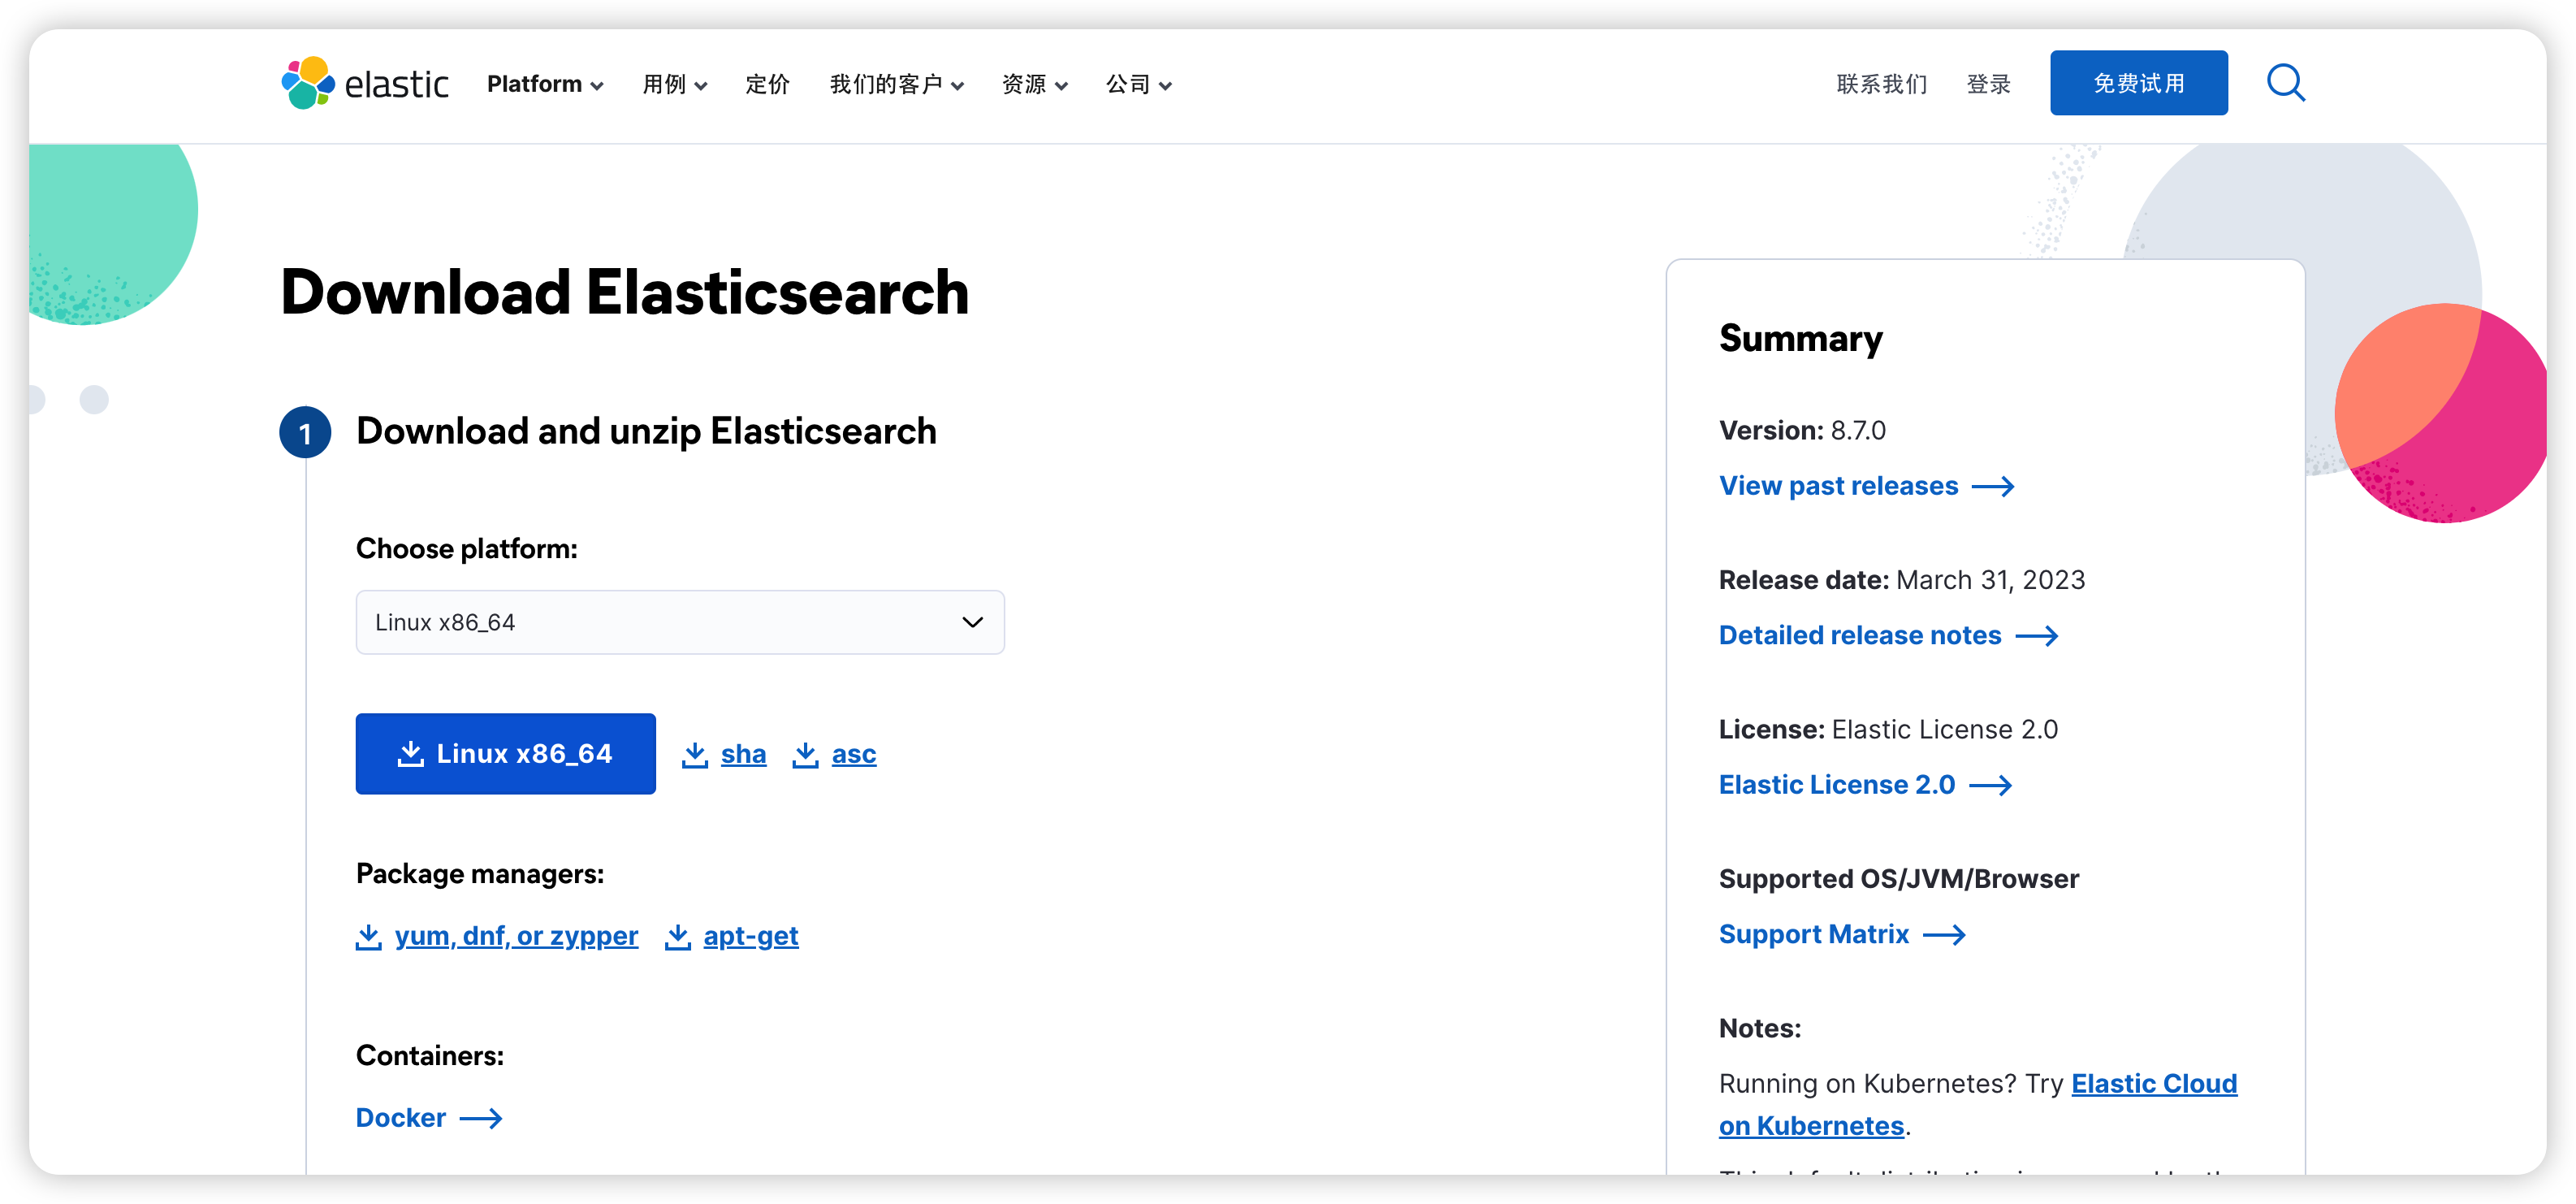 elastic Platform 用例 定价 我们的客户 资源 公司 联系我们 登录 免费试用
Download Elasticsearch
1 Download and unzip Elasticsearch
Choose platform:
Linux x86_64
Linux x86_64 sha asc
Package managers:
yum, dnf, or zypper apt-get
Containers:
Docker
Summary
Version: 8.7.0
View past releases
Release date: March 31, 2023
Detailed release notes
License: Elastic License 2.0
Elastic License 2.0
Supported OS/JVM/Browser
Support Matrix
Notes:
Running on Kubernetes? Try Elastic Cloud
on Kubernetes.